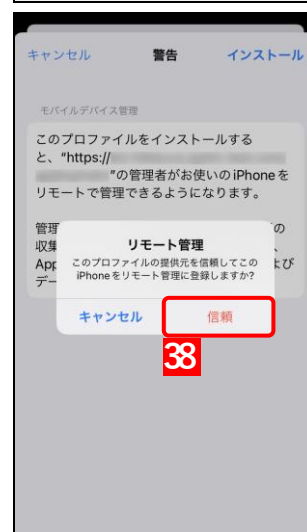 キャンセル 警告 インストール
モバイルデバイス管理
このプロファイルをインストールする
と、“https://
”の管理者がお使いのiPhoneを
リモートで管理できるようになります。
管理 の
収集 、
App たび
デー
リモート管理
このプロファイルの提供元を信頼してこの
iPhoneをリモート管理に登録しますか?
キャンセル 信頼
38